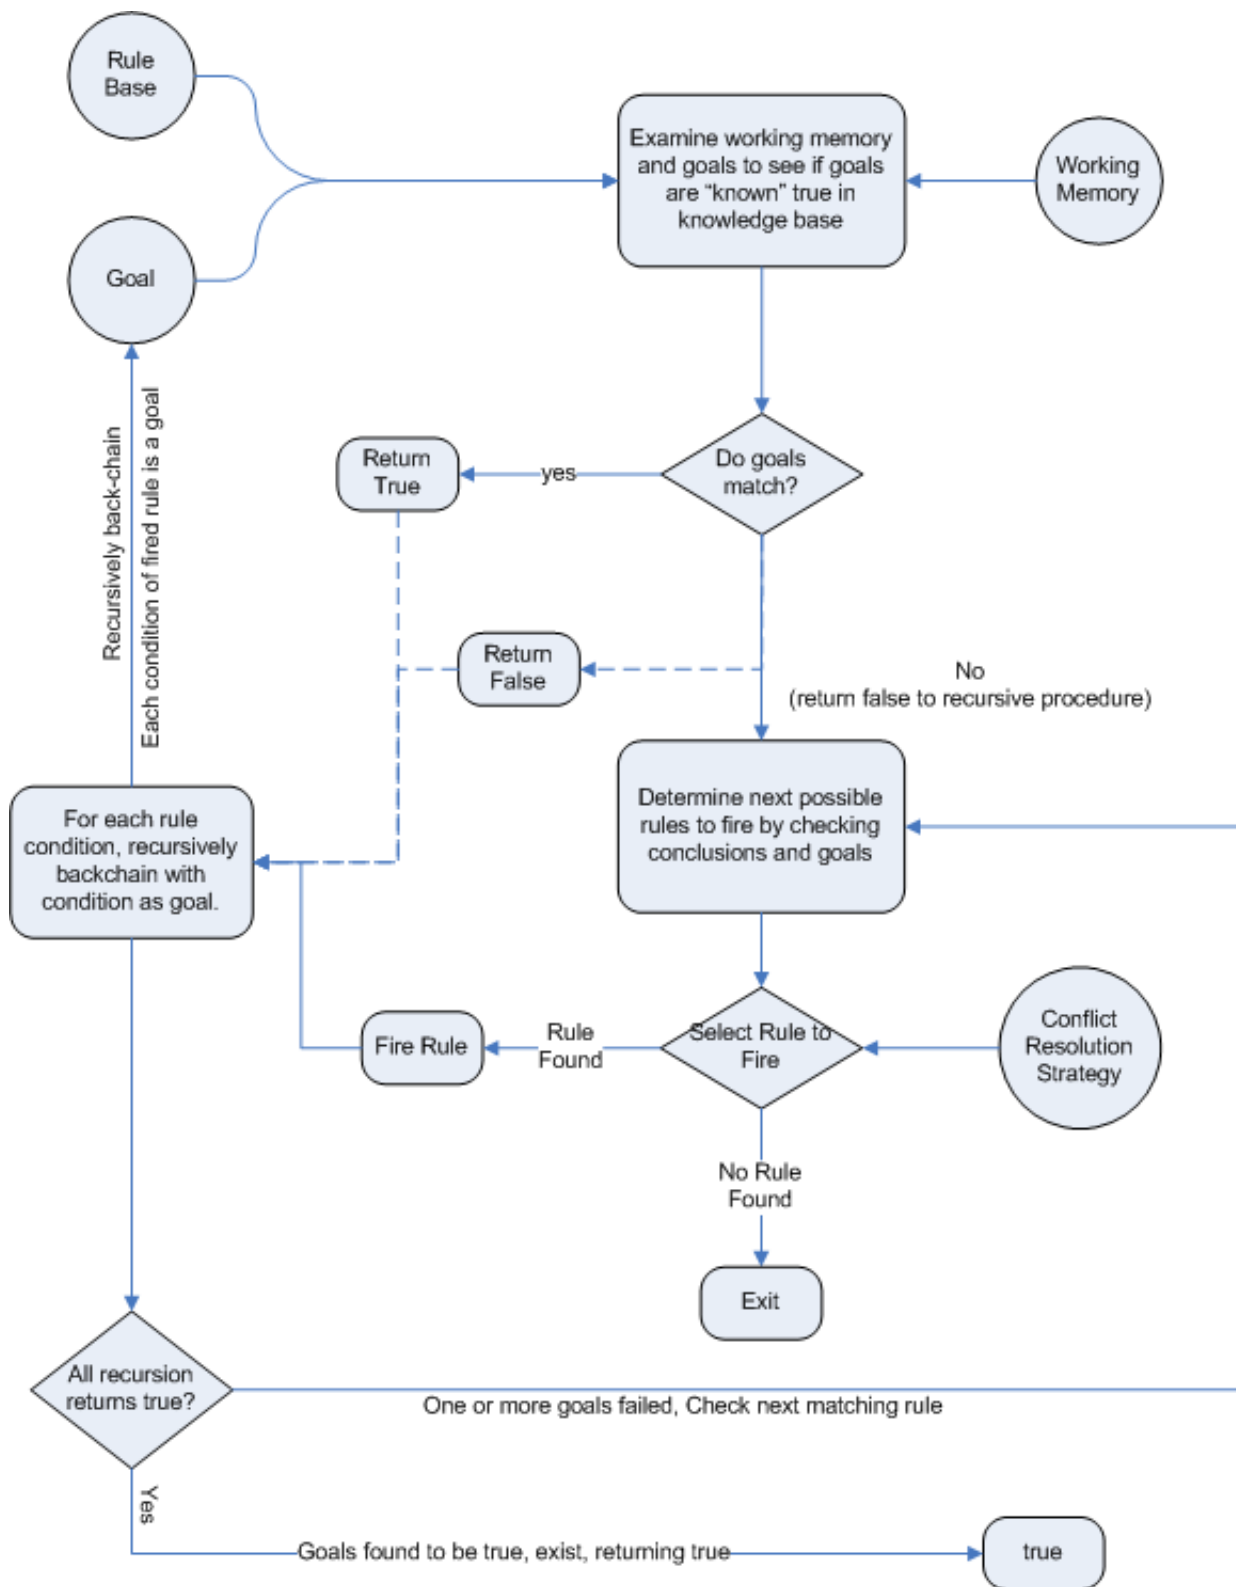 Rule
Base
Examine working memory
and goals to see if goals
are “known” true in
knowledge base
Working
Memory
Goal
Recursively back-chain
Each condition of fired rule is a goal
Return
True
yes
Do goals
match?
Return
False
No
(return false to recursive procedure)
For each rule
condition, recursively
backchain with
condition as goal.
Determine next possible
rules to fire by checking
conclusions and goals
Fire Rule
Rule
Found
Select Rule to
Fire
Conflict
Resolution
Strategy
No Rule
Found
Exit
All recursion
returns true?
One or more goals failed, Check next matching rule
Yes
Goals found to be true, exist, returning true
true